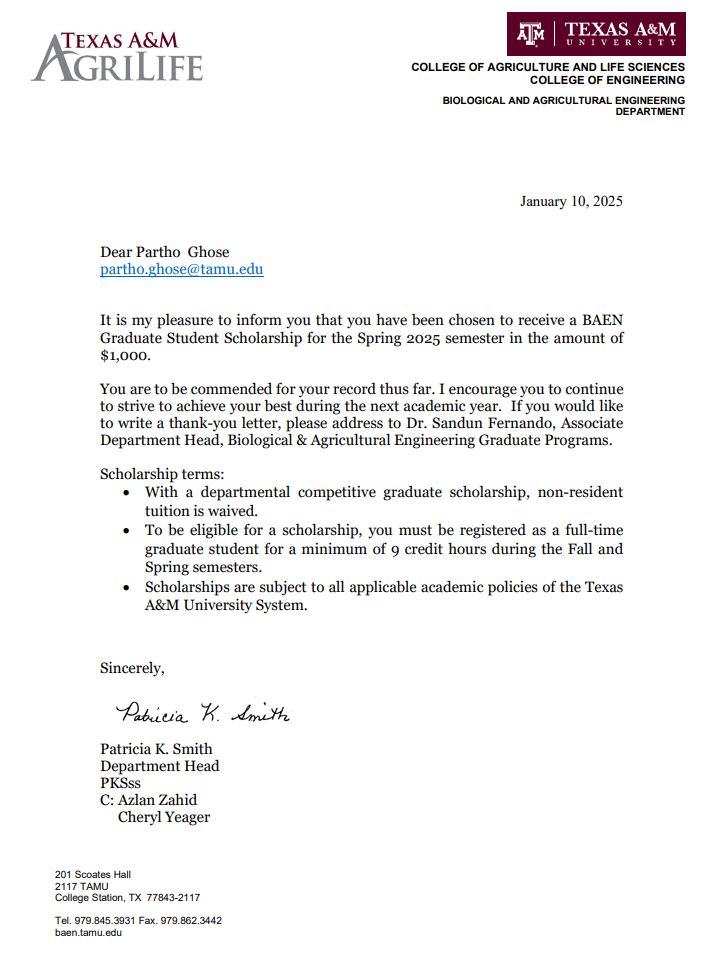 TEXAS A&M
AGRILIFE
TEXAS A&M
UNIVERSITY
COLLEGE OF AGRICULTURE AND LIFE SCIENCES
COLLEGE OF ENGINEERING
BIOLOGICAL AND AGRICULTURAL ENGINEERING
DEPARTMENT
January 10, 2025
Dear Partho  Ghose
partho.ghose@tamu.edu
It is my pleasure to inform you that you have been chosen to receive a BAEN
Graduate Student Scholarship for the Spring 2025 semester in the amount of
$1,000.
You are to be commended for your record thus far. I encourage you to continue
to strive to achieve your best during the next academic year.  If you would like
to write a thank-you letter, please address to Dr. Sandun Fernando, Associate
Department Head, Biological & Agricultural Engineering Graduate Programs.
Scholarship terms:
• With a departmental competitive graduate scholarship, non-resident
tuition is waived.
• To be eligible for a scholarship, you must be registered as a full-time
graduate student for a minimum of 9 credit hours during the Fall and
Spring semesters.
• Scholarships are subject to all applicable academic policies of the Texas
A&M University System.
Sincerely,
Patricia K. Smith
Patricia K. Smith
Department Head
PKSss
C: Azlan Zahid
Cheryl Yeager
201 Scoates Hall
2117 TAMU
College Station, TX  77843-2117
Tel. 979.845.3931 Fax. 979.862.3442
baen.tamu.edu